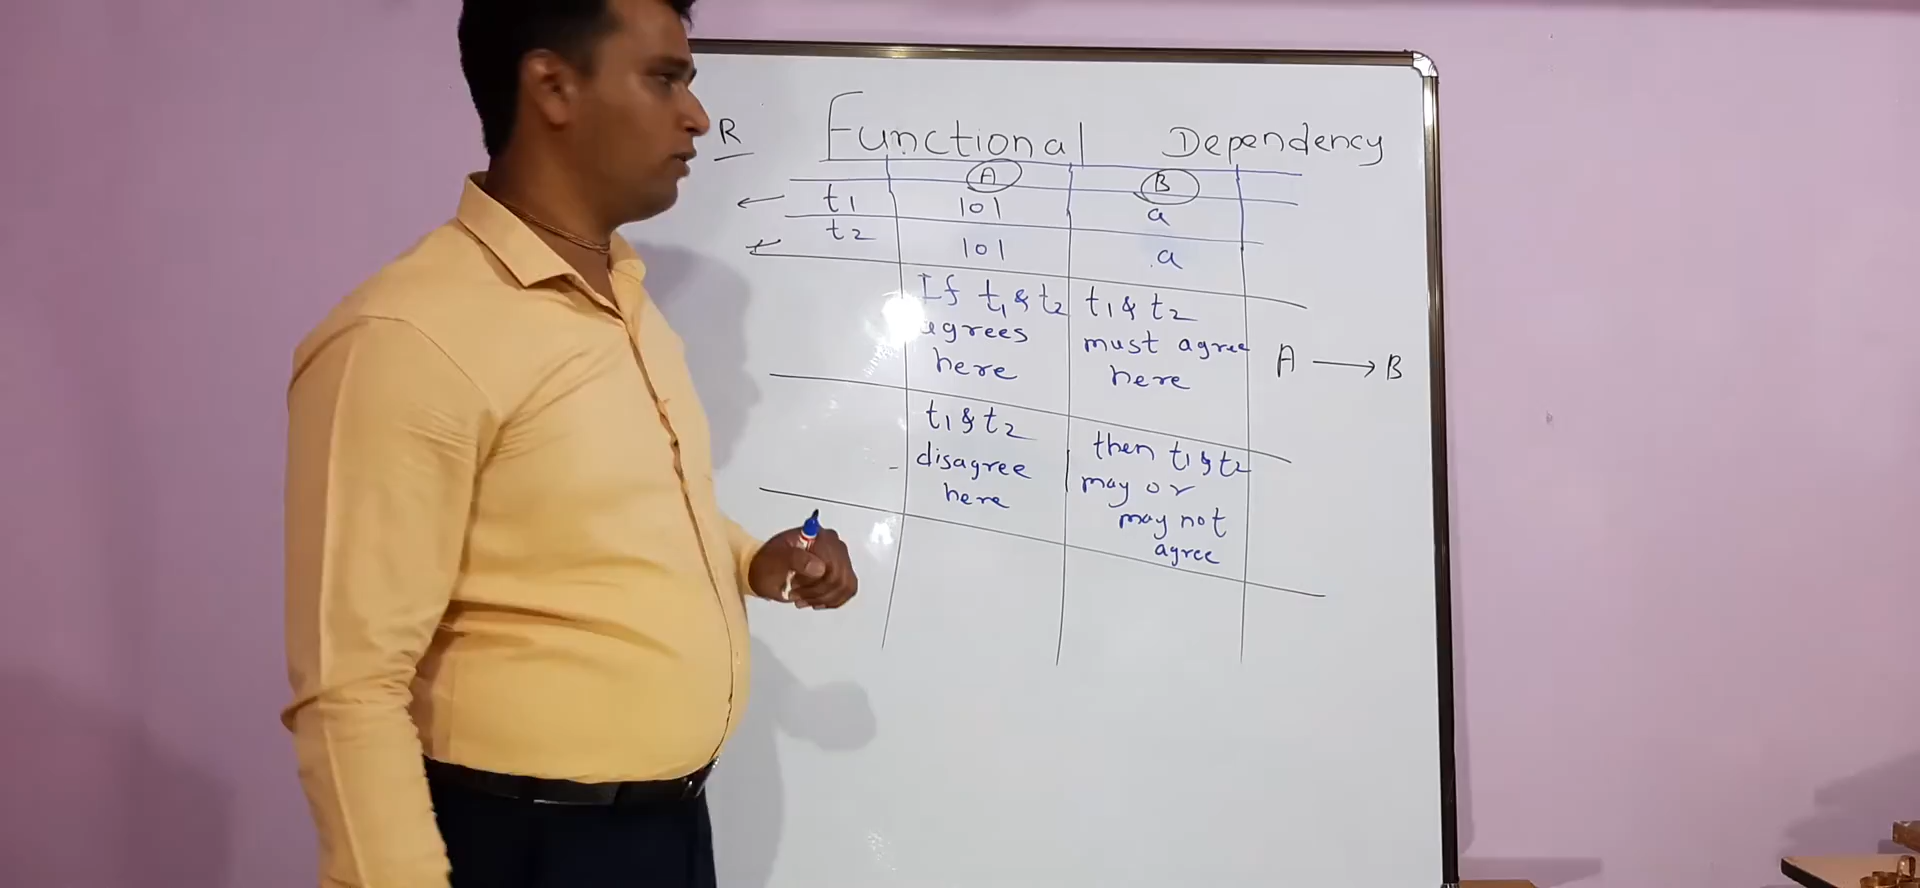 R Functional Dependency
A B
t1 101 a
t2 101 a
If t1 & t2
agrees
here
t1 & t2
must agree
here
A → B
t1 & t2
disagree
here
then t1 & t2
may or
may not
agree